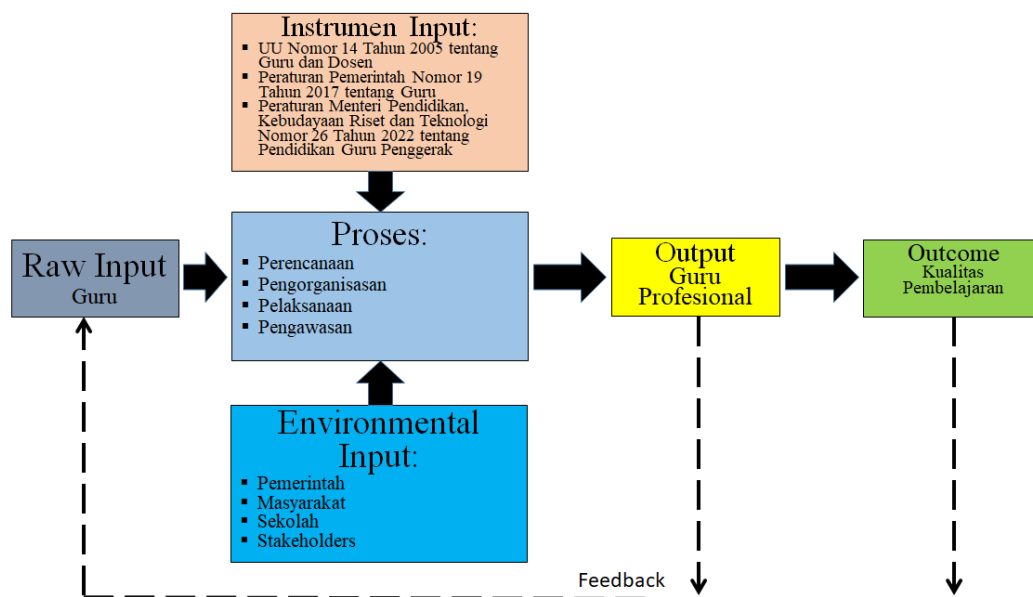 Instrumen Input:
▪ UU Nomor 14 Tahun 2005 tentang
Guru dan Dosen
▪ Peraturan Pemerintah Nomor 19
Tahun 2017 tentang Guru
▪ Peraturan Menteri Pendidikan,
Kebudayaan Riset dan Teknologi
Nomor 26 Tahun 2022 tentang
Pendidikan Guru Penggerak
Raw Input
Guru
Proses:
▪ Perencanaan
▪ Pengorganisasan
▪ Pelaksanaan
▪ Pengawasan
Output
Guru
Profesional
Outcome
Kualitas
Pembelajaran
Environmental
Input:
▪ Pemerintah
▪ Masyarakat
▪ Sekolah
▪ Stakeholders
Feedback